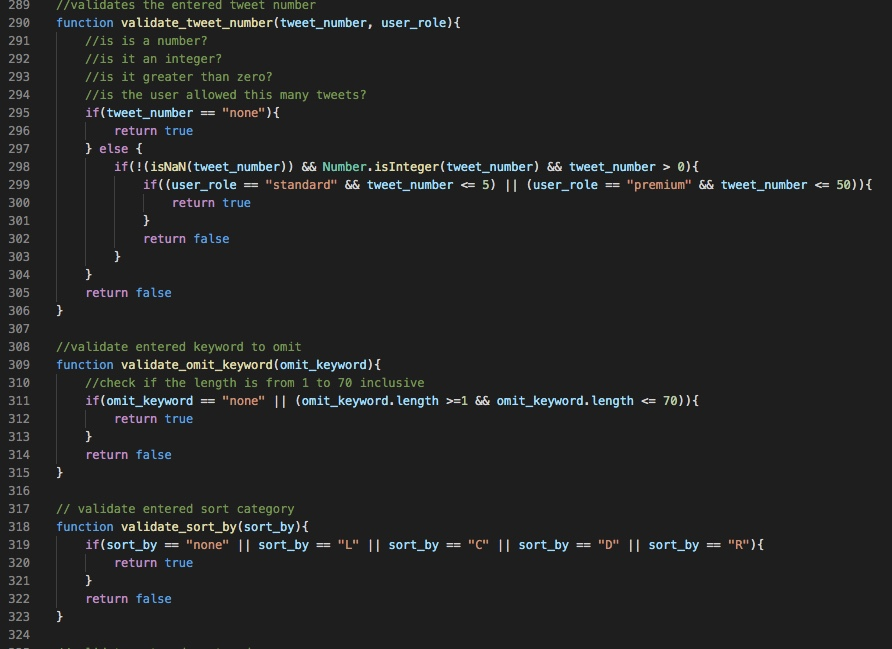 289 //validates the entered tweet number
290 function validate_tweet_number(tweet_number, user_role){
291 //is is a number?
292 //is it an integer?
293 //is it greater than zero?
294 //is the user allowed this many tweets?
295 if(tweet_number == "none"){
296 return true
297 } else {
298 if(!(isNaN(tweet_number)) && Number.isInteger(tweet_number) && tweet_number > 0){
299 if((user_role == "standard" && tweet_number <= 5) || (user_role == "premium" && tweet_number <= 50)){
300 return true
301 }
302 return false
303 }
304 }
305 return false
306 }
307
308 //validate entered keyword to omit
309 function validate_omit_keyword(omit_keyword){
310 //check if the length is from 1 to 70 inclusive
311 if(omit_keyword == "none" || (omit_keyword.length >=1 && omit_keyword.length <= 70)){
312 return true
313 }
314 return false
315 }
316
317 // validate entered sort category
318 function validate_sort_by(sort_by){
319 if(sort_by == "none" || sort_by == "L" || sort_by == "C" || sort_by == "D" || sort_by == "R"){
320 return true
321 }
322 return false
323 }
324